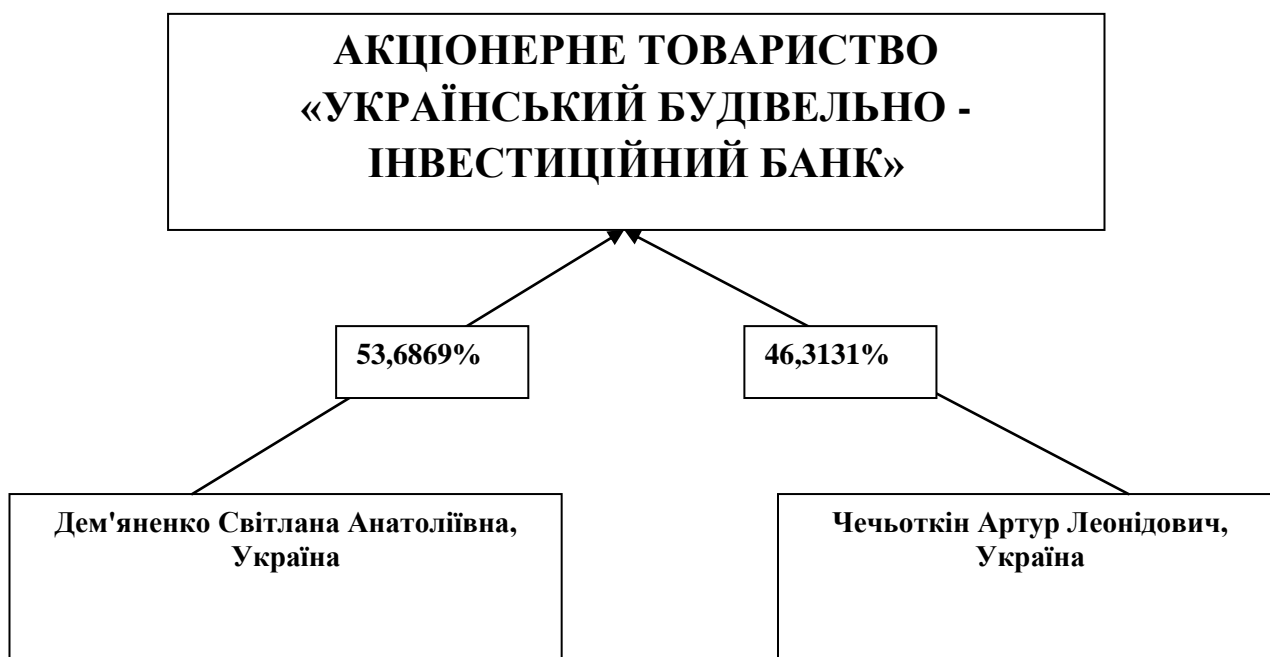 АКЦІОНЕРНЕ ТОВАРИСТВО
«УКРАЇНСЬКИЙ БУДІВЕЛЬНО -
ІНВЕСТИЦІЙНИЙ БАНК»
53,6869%
46,3131%
Дем'яненко Світлана Анатоліївна,
Україна
Чечьоткін Артур Леонідович,
Україна